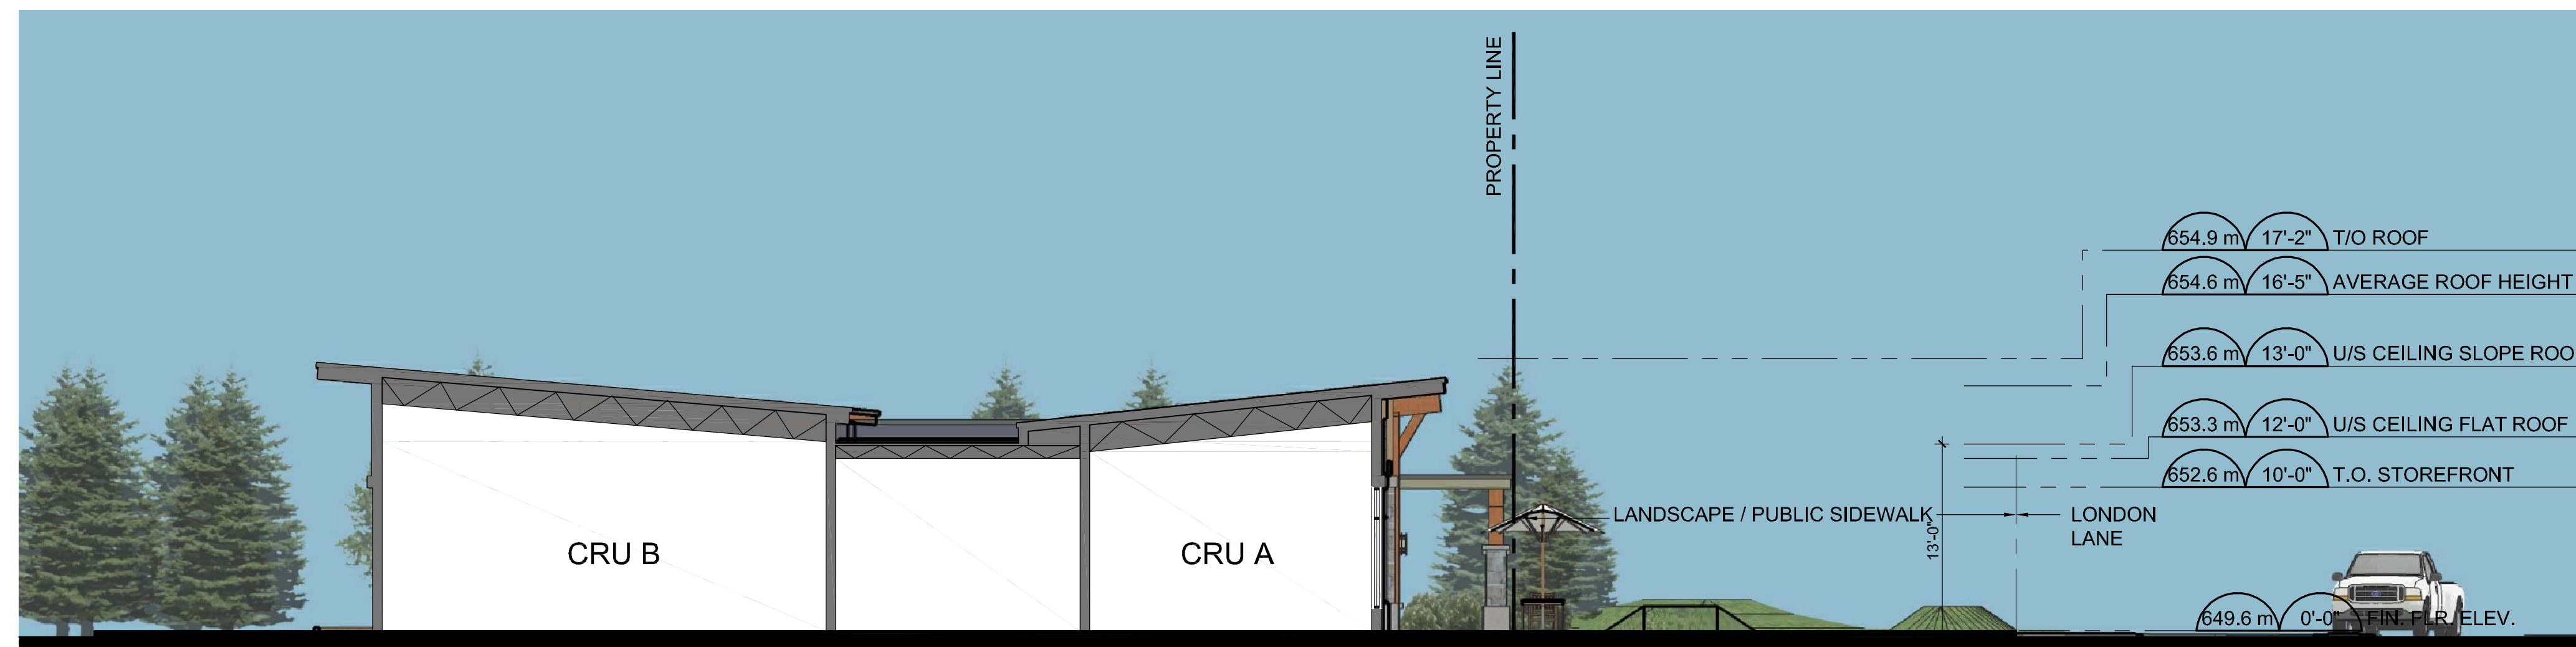 PROPERTY LINE
654.9 m 17'-2" T/O ROOF
654.6 m 16'-5" AVERAGE ROOF HEIGHT
653.6 m 13'-0" U/S CEILING SLOPE ROO
653.3 m 12'-0" U/S CEILING FLAT ROOF
652.6 m 10'-0" T.O. STOREFRONT
LANDSCAPE / PUBLIC SIDEWALK
LONDON
LANE
13'-0"
CRU B
CRU A
649.6 m 0'-0" FIN. FLR. ELEV.